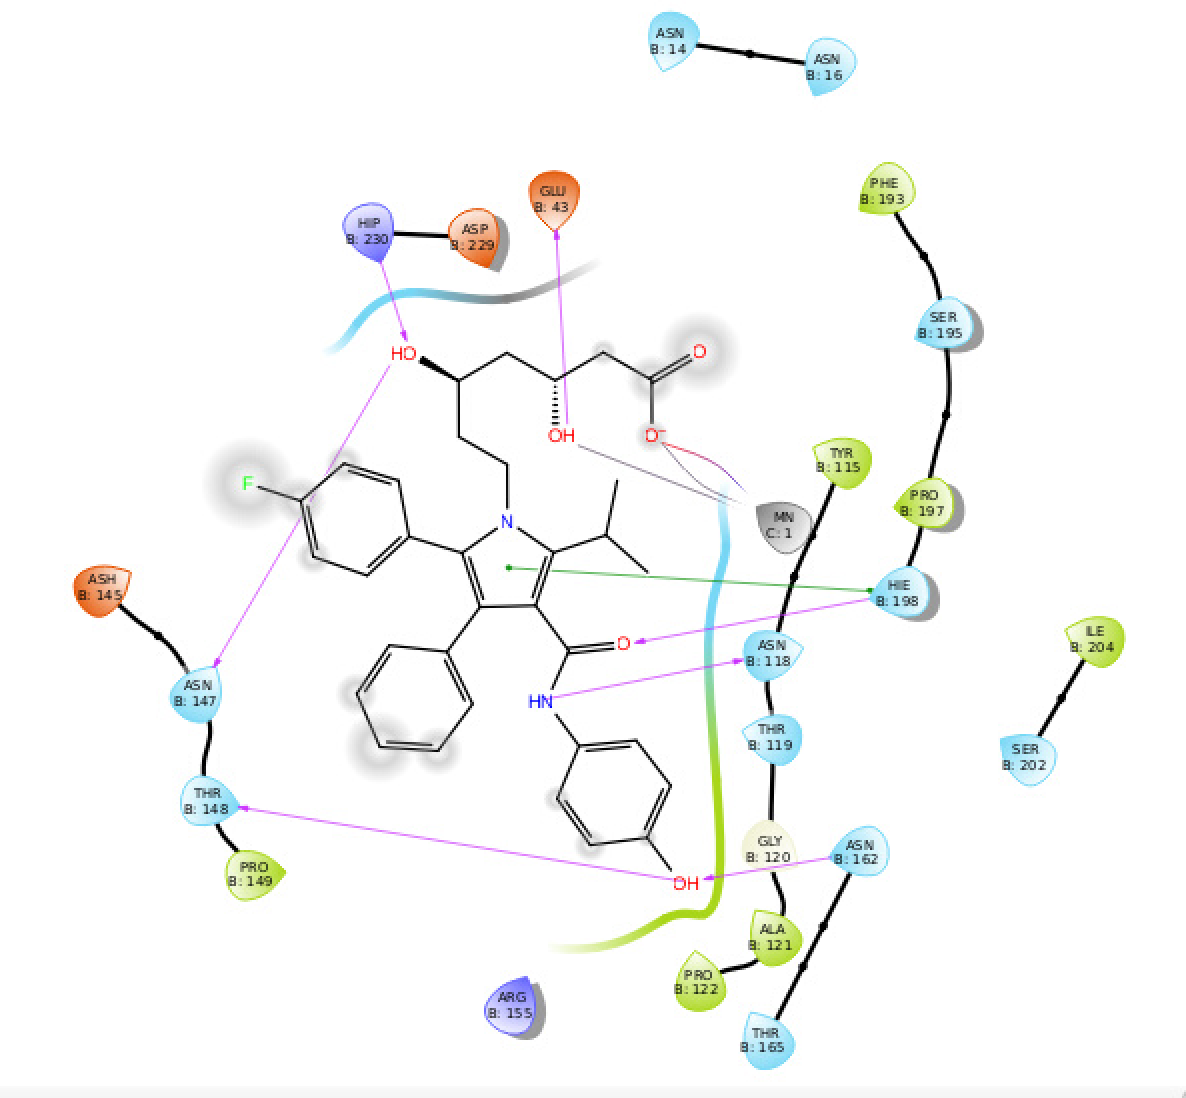 ASN
B: 14
ASN
B: 16
PHE
B: 193
GLU
B: 43
HIP
B: 230
ASP
B: 229
SER
B: 195
HO
O
OH
O⁻
TYR
B: 115
F
PRO
B: 197
N
MN
C: 1
ASH
B: 145
HIE
B: 198
O
ILE
B: 204
ASN
B: 118
ASN
B: 147
HN
THR
B: 119
SER
B: 202
THR
B: 148
GLY
B: 120
ASN
B: 162
PRO
B: 149
OH
ALA
B: 121
PRO
B: 122
ARG
B: 155
THR
B: 165